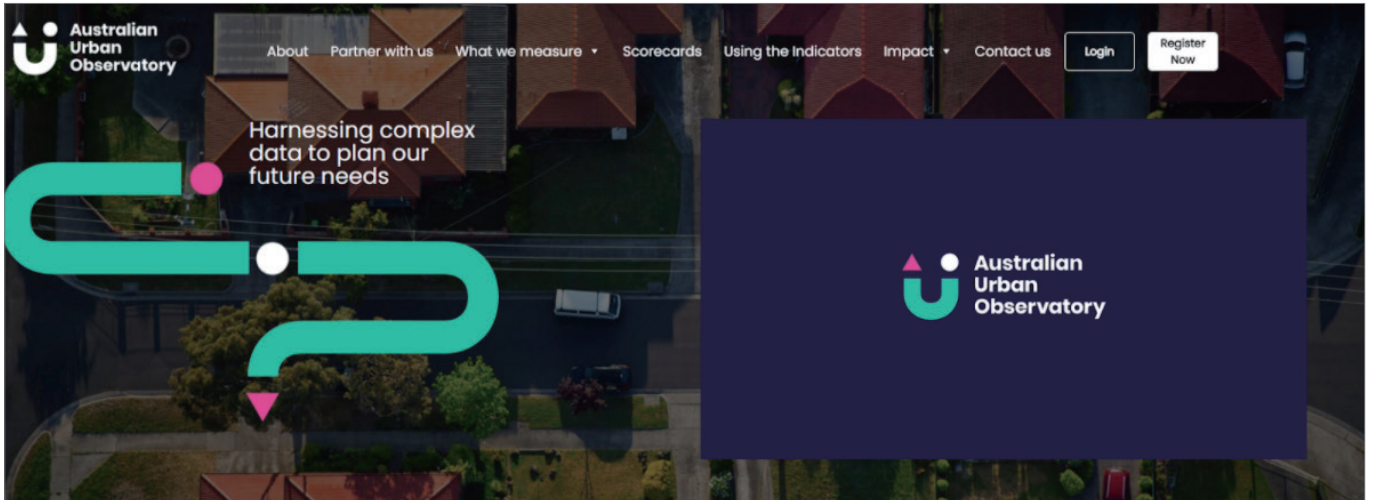 Australian
Urban
Observatory
About Partner with us What we measure Scorecards Using the Indicators Impact Contact us Login Register Now
Harnessing complex
data to plan our
future needs
Australian
Urban
Observatory